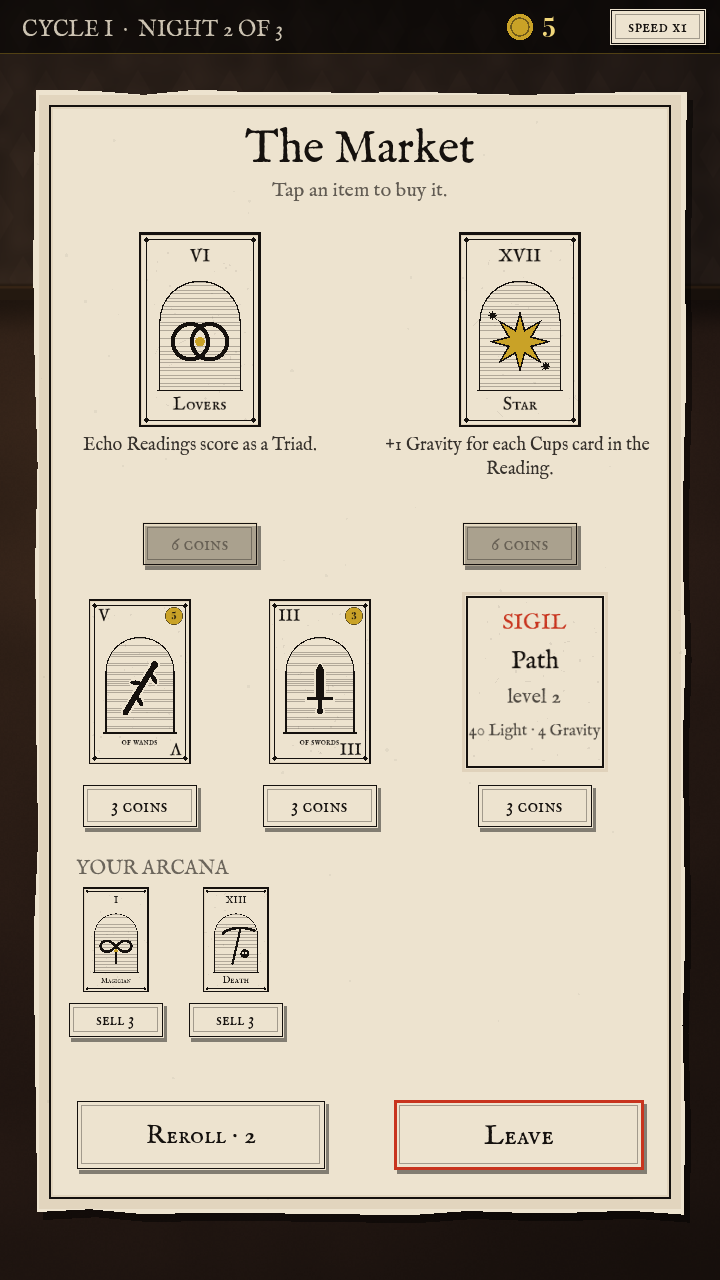 CYCLE I · NIGHT 2 OF 3
5
SPEED X1
The Market
Tap an item to buy it.
VI
Lovers
XVII
Star
Echo Readings score as a Triad.
+1 Gravity for each Cups card in the
Reading.
6 COINS
6 COINS
V
5
OF WANDS
V
III
3
OF SWORDS
III
SIGIL
Path
level 2
40 Light · 4 Gravity
3 COINS
3 COINS
3 COINS
YOUR ARCANA
I
Magician
XIII
Death
SELL 3
SELL 3
Reroll · 2
Leave